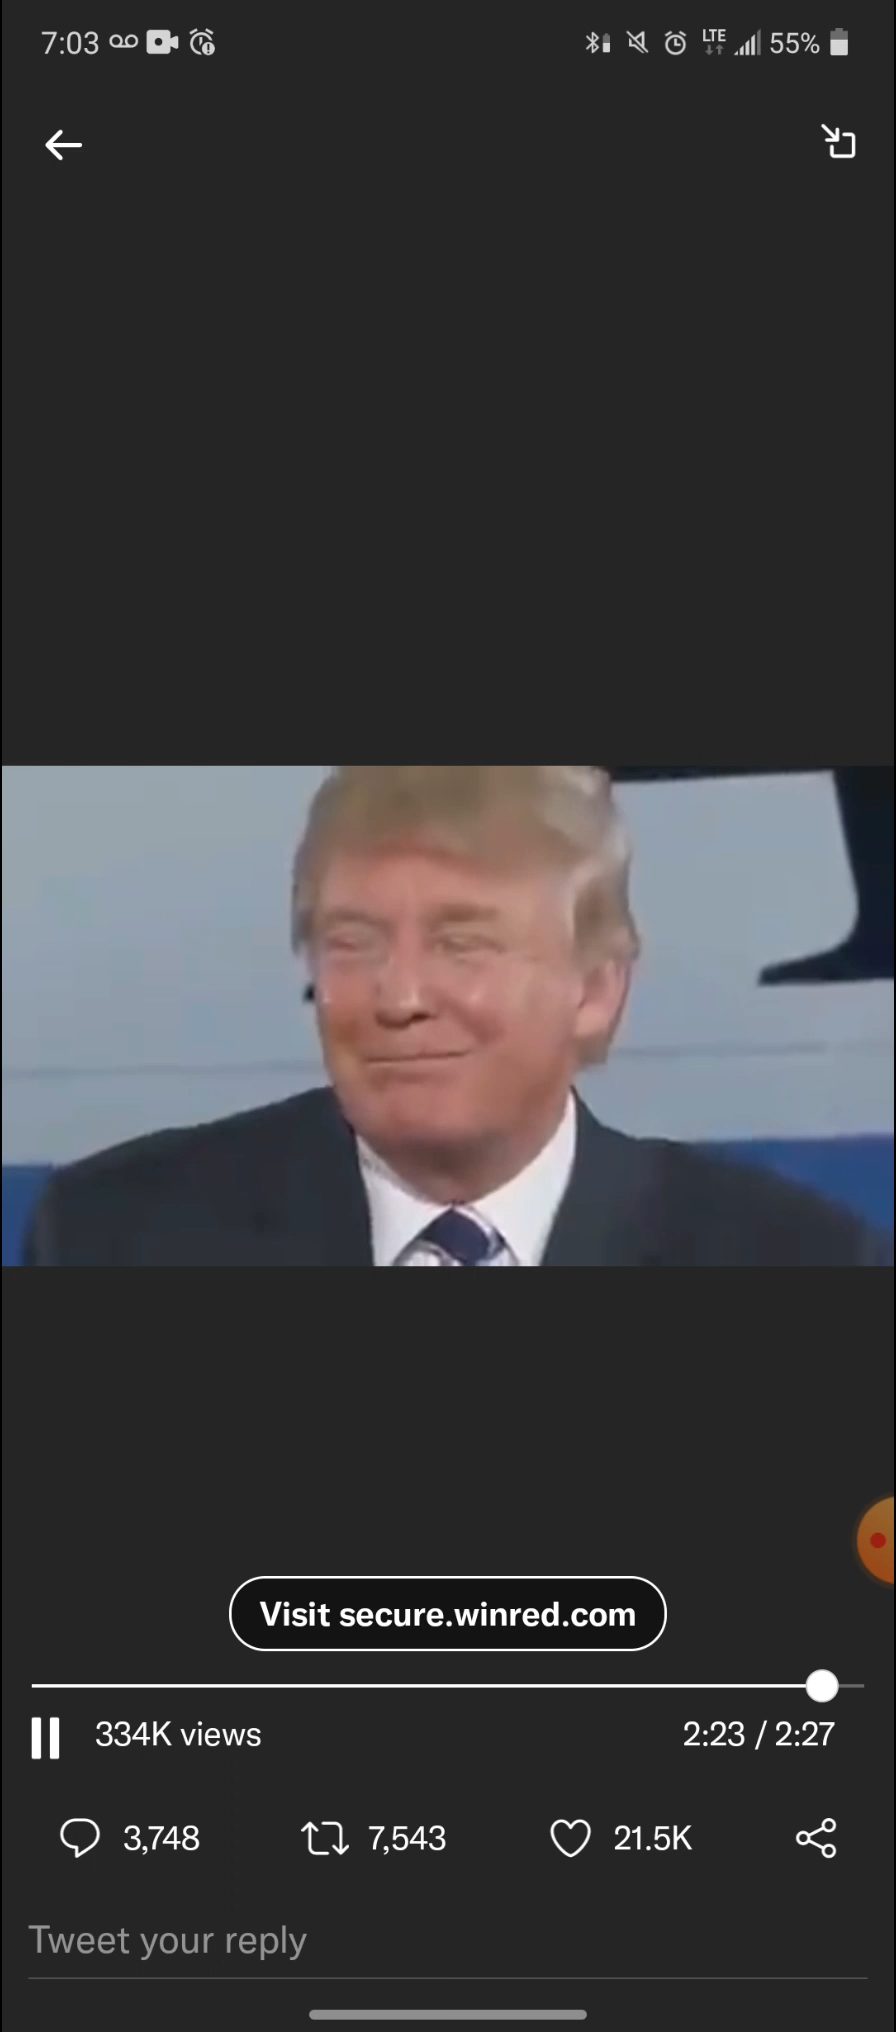 7:03
LTE
55%
Visit secure.winred.com
334K views
2:23 / 2:27
3,748
7,543
21.5K
Tweet your reply